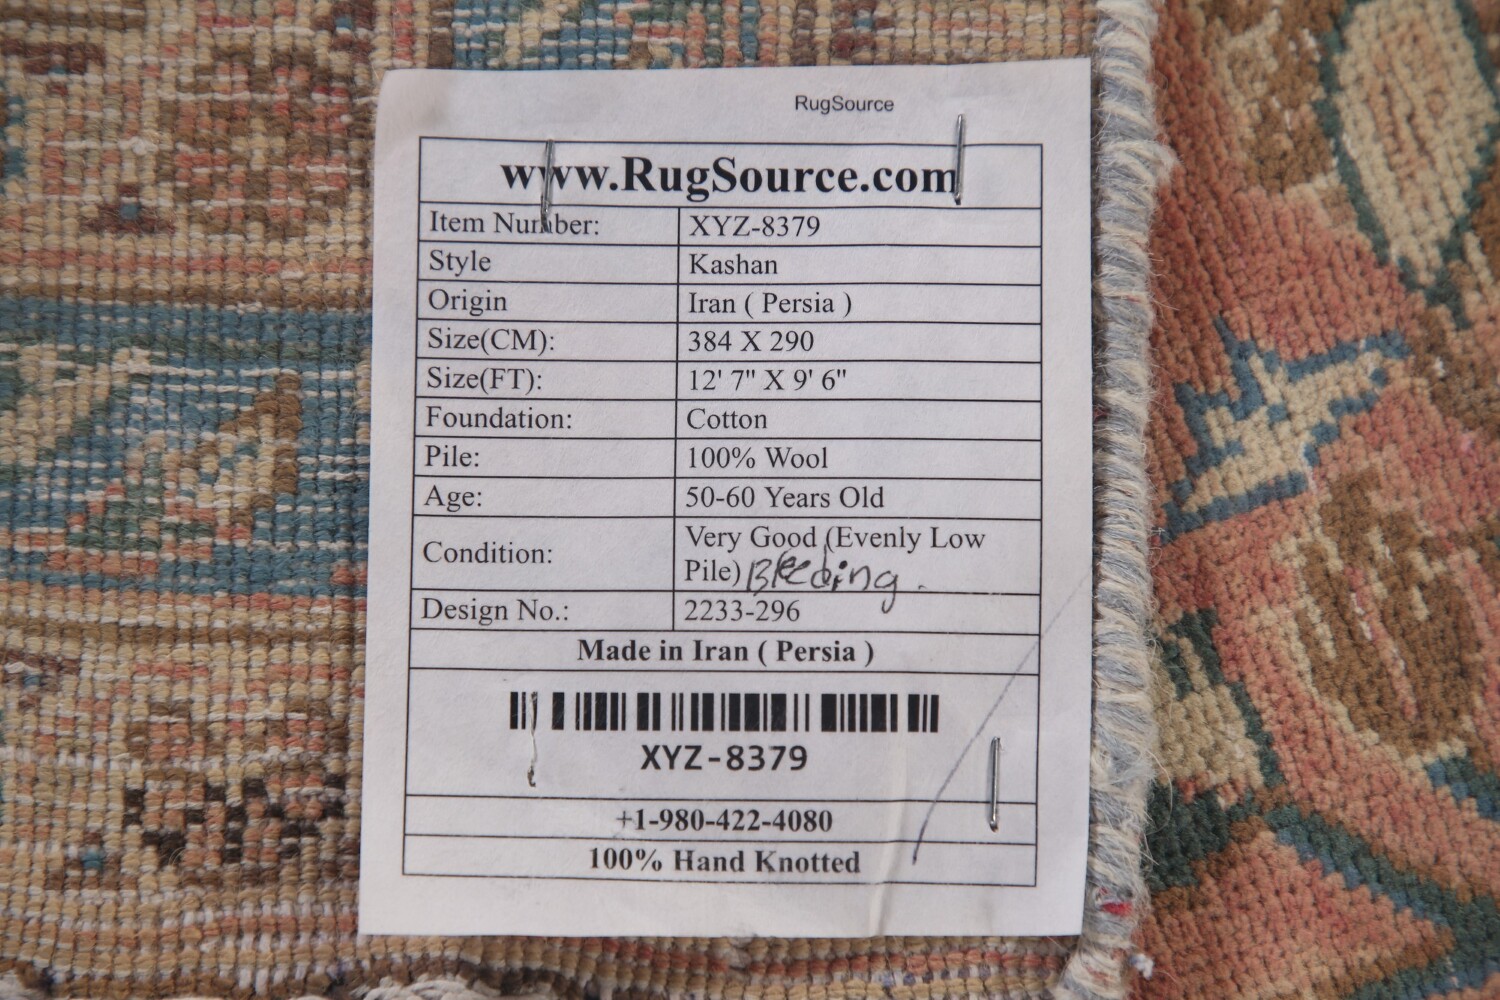 RugSource
www.RugSource.com
Item Number: XYZ-8379
Style Kashan
Origin Iran ( Persia )
Size(CM): 384 X 290
Size(FT): 12' 7" X 9' 6"
Foundation: Cotton
Pile: 100% Wool
Age: 50-60 Years Old
Condition: Very Good (Evenly Low
Pile) Bleeding.
Design No.: 2233-296
Made in Iran ( Persia )
XYZ-8379
+1-980-422-4080
100% Hand Knotted